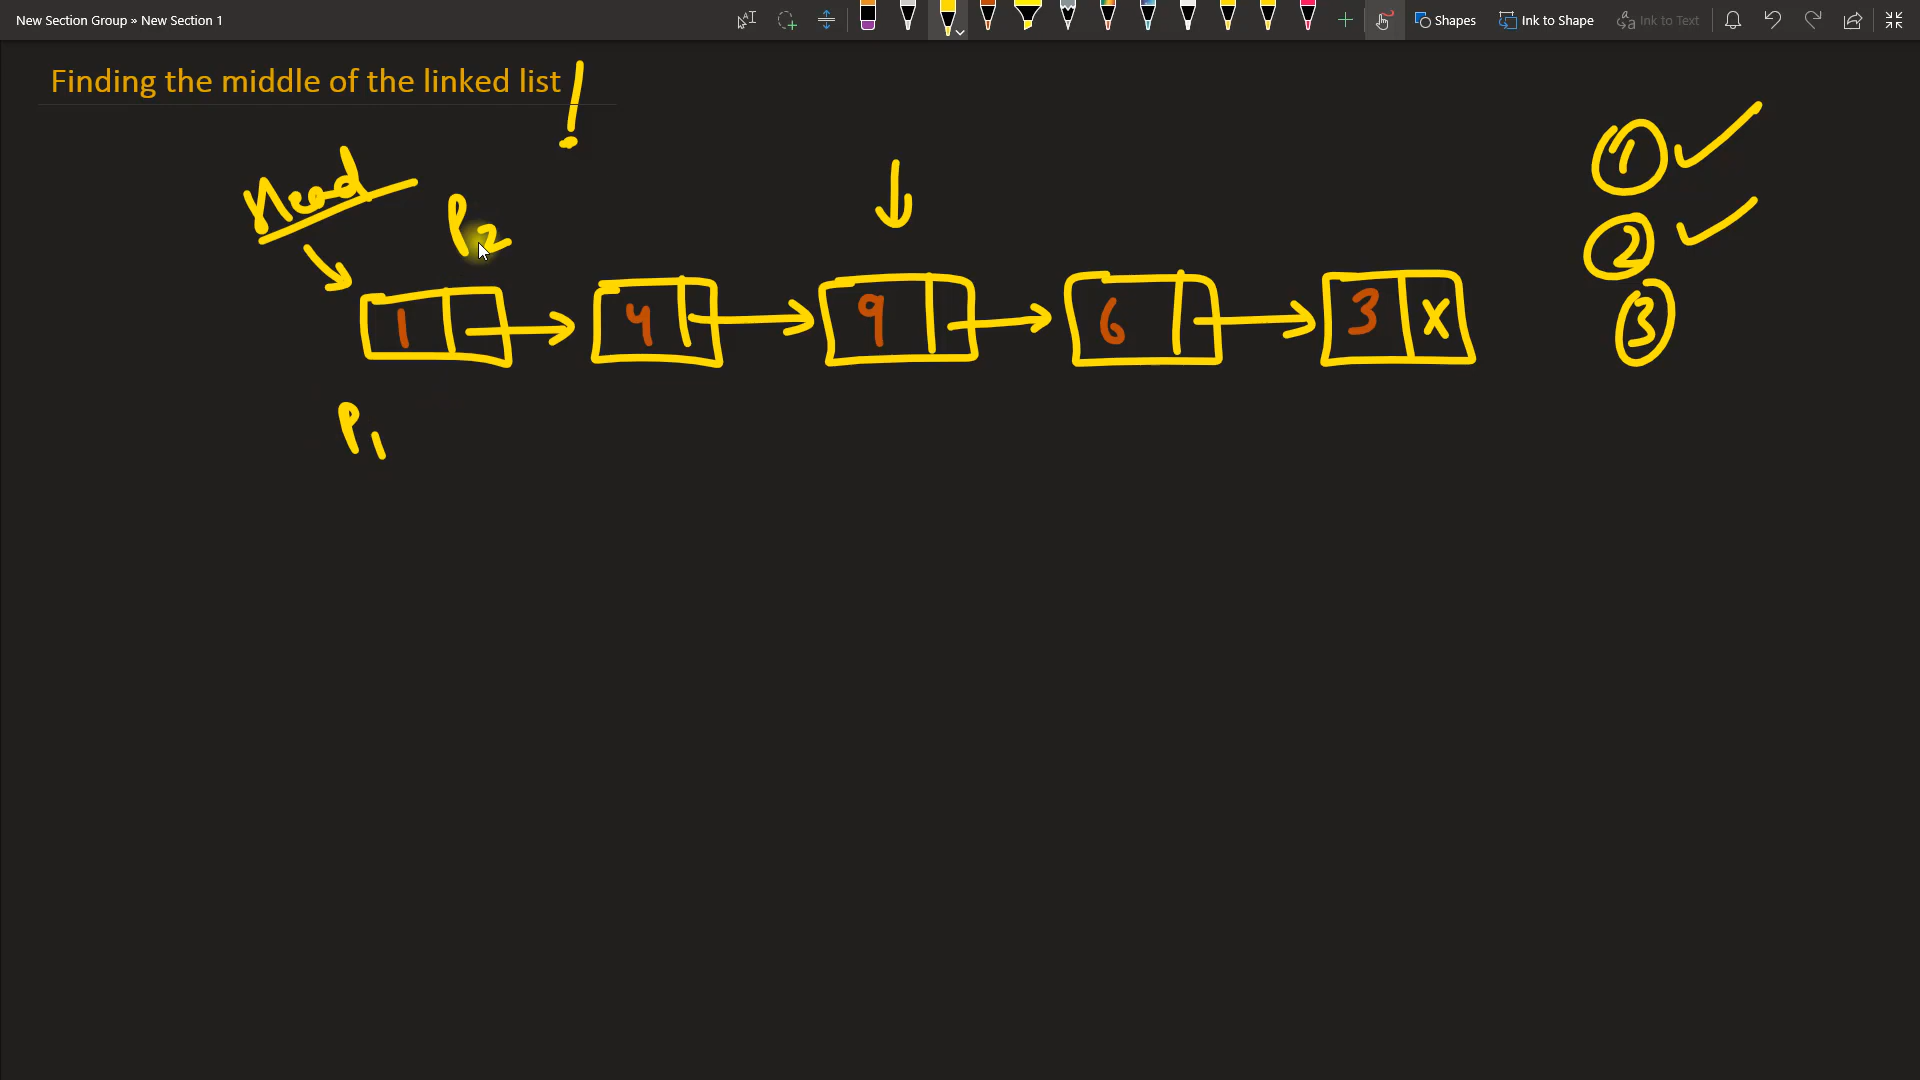 New Section Group » New Section 1
Shapes
Ink to Shape
Ink to Text
Finding the middle of the linked list !
Head
P2
1 4 9 6 3 X
P1
1
2
3